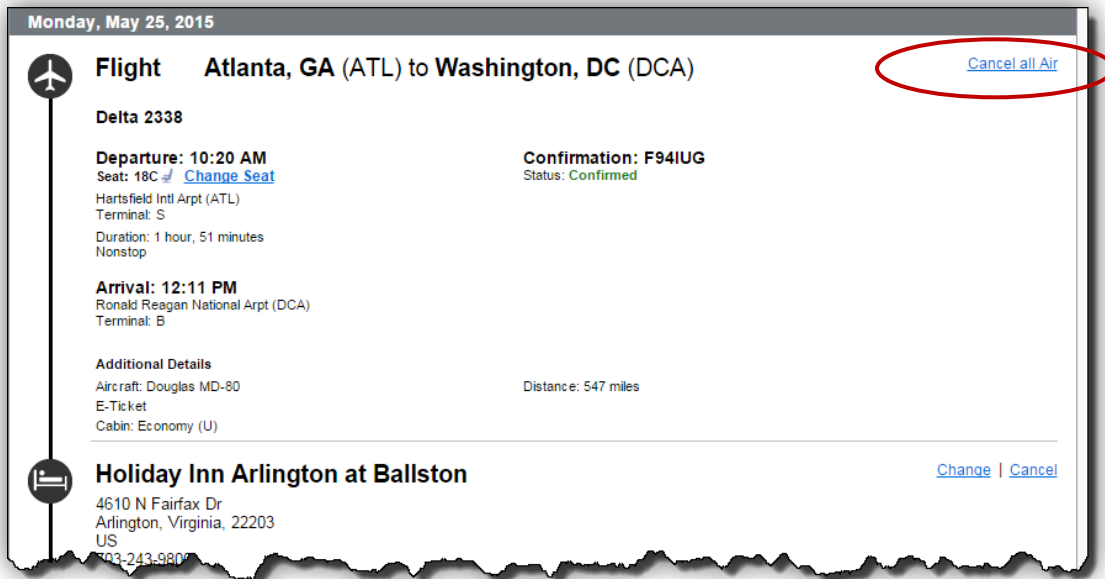 Monday, May 25, 2015
Flight Atlanta, GA (ATL) to Washington, DC (DCA) Cancel all Air
Delta 2338
Departure: 10:20 AM Confirmation: F94IUG
Seat: 18C Change Seat Status: Confirmed
Hartsfield Intl Arpt (ATL)
Terminal: S
Duration: 1 hour, 51 minutes
Nonstop
Arrival: 12:11 PM
Ronald Reagan National Arpt (DCA)
Terminal: B
Additional Details
Aircraft: Douglas MD-80 Distance: 547 miles
E-Ticket
Cabin: Economy (U)
Holiday Inn Arlington at Ballston Change | Cancel
4610 N Fairfax Dr
Arlington, Virginia, 22203
US
703-243-9800